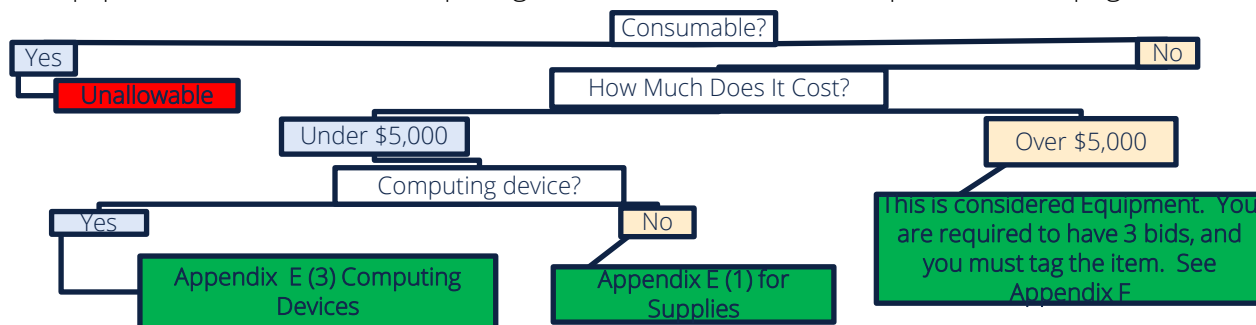 Consumable?
Yes
No
Unallowable
How Much Does It Cost?
Under $5,000
Over $5,000
Computing device?
Yes
No
This is considered Equipment. You
are required to have 3 bids, and
you must tag the item. See
Appendix F
Appendix E (3) Computing
Devices
Appendix E (1) for
Supplies